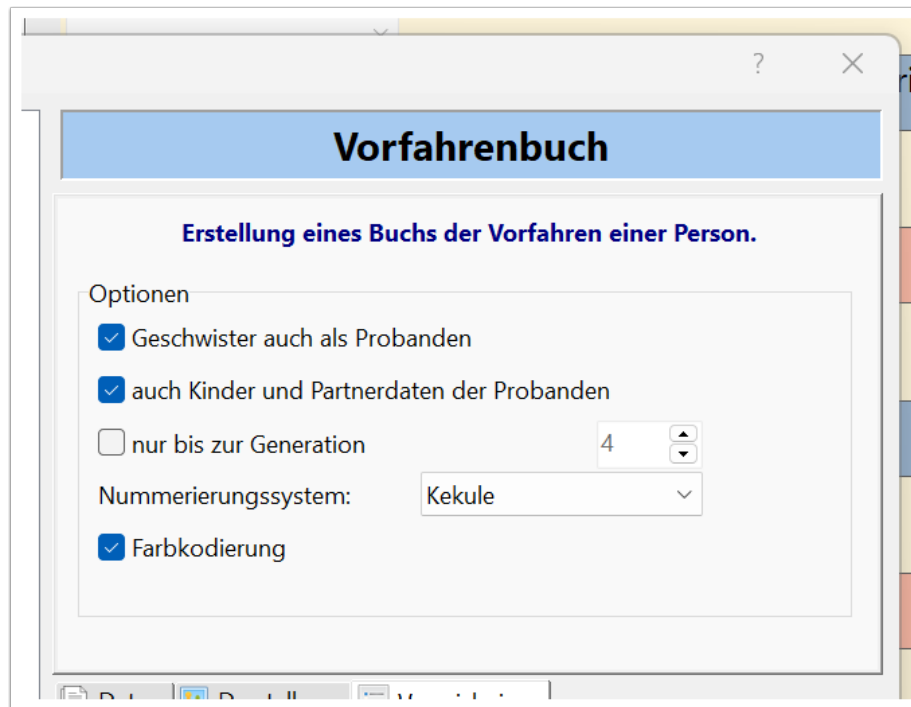 ?
Vorfahrenbuch
Erstellung eines Buchs der Vorfahren einer Person.
Optionen
Geschwister auch als Probanden
auch Kinder und Partnerdaten der Probanden
nur bis zur Generation 4
Nummerierungssystem: Kekule
Farbkodierung